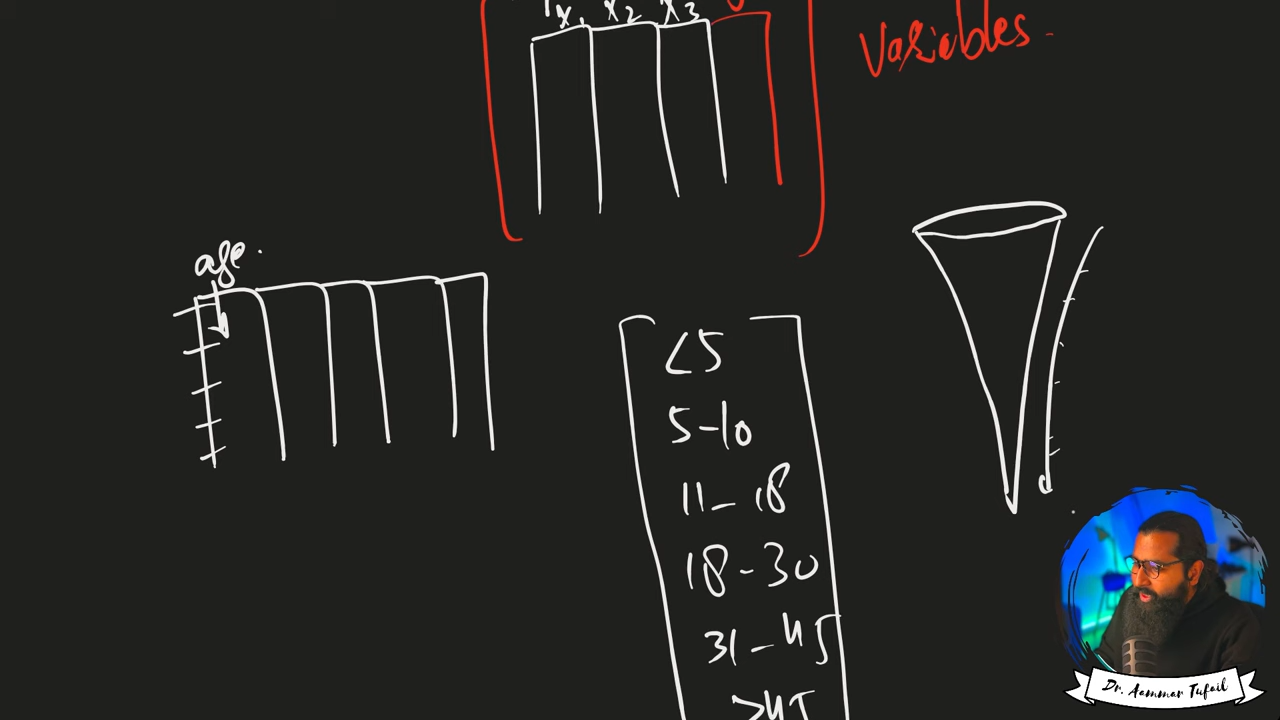 x₁ x₂ x₃
Variables.
age.
<5
5-10
11-18
18-30
31-45
>45
Dr. Aammar Tufail